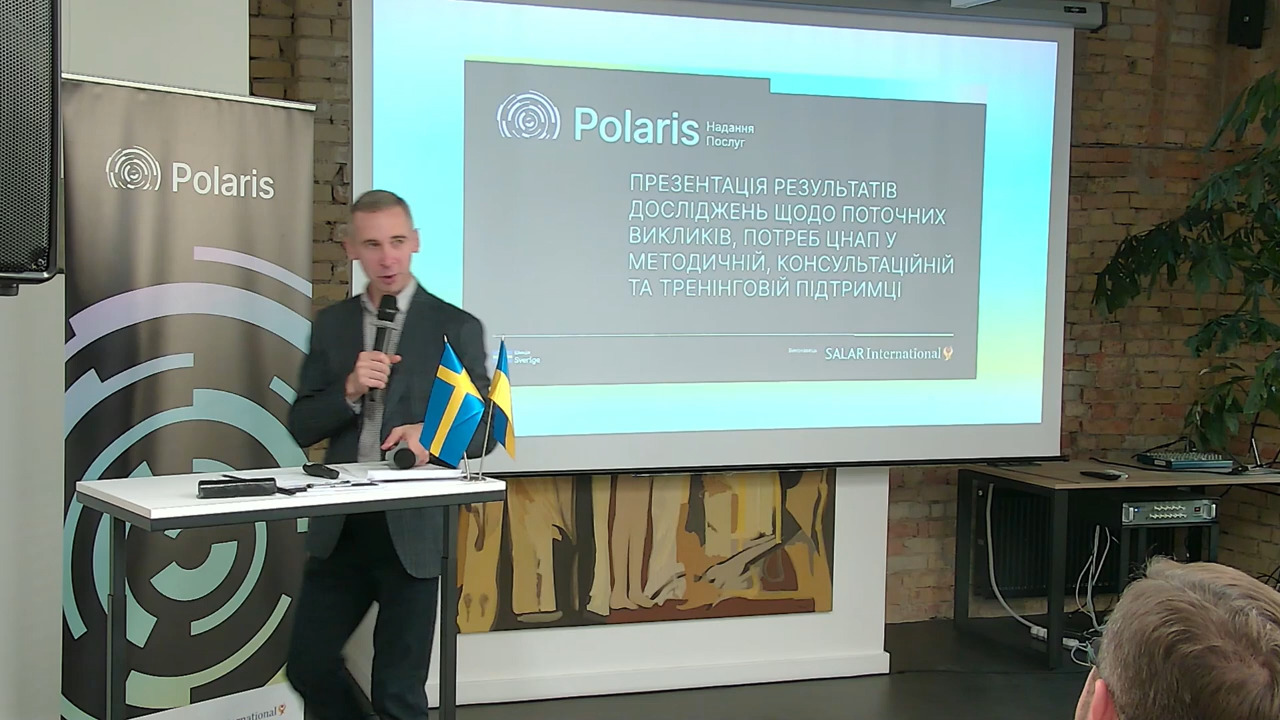 Polaris
Polaris
Надання
Послуг
ПРЕЗЕНТАЦІЯ РЕЗУЛЬТАТІВ
ДОСЛІДЖЕНЬ ЩОДО ПОТОЧНИХ
ВИКЛИКІВ, ПОТРЕБ ЦНАП У
МЕТОДИЧНІЙ, КОНСУЛЬТАЦІЙНІЙ
ТА ТРЕНІНГОВІЙ ПІДТРИМЦІ
Sverige
SALAR International